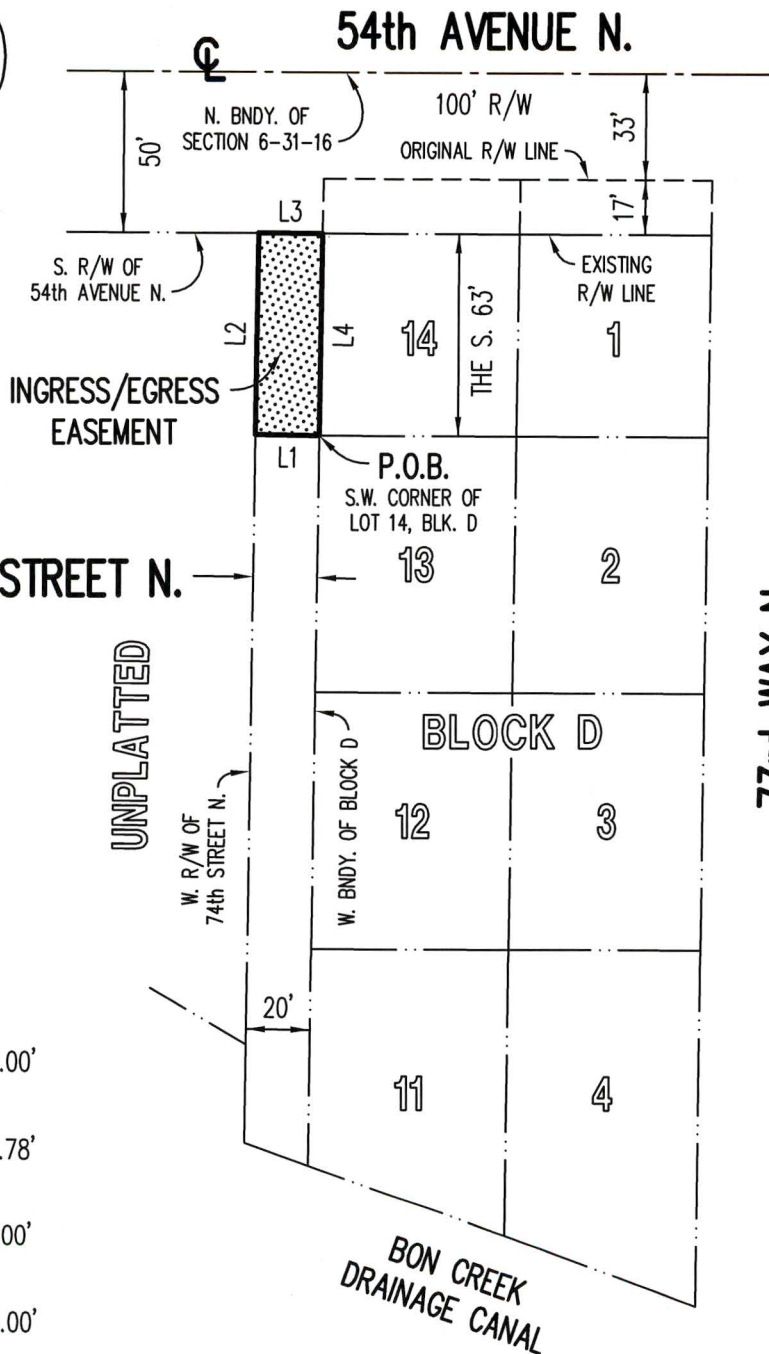 54th AVENUE N.
℄
N. BNDY. OF
SECTION 6-31-16
100' R/W
33'
50'
ORIGINAL R/W LINE
17'
L3
S. R/W OF
54th AVENUE N.
EXISTING
R/W LINE
L2
L4
14
THE S. 63'
1
INGRESS/EGRESS
EASEMENT
L1
P.O.B.
S.W. CORNER OF
LOT 14, BLK. D
STREET N.
13
2
UNPLATTED
BLOCK D
W. R/W OF
74th STREET N.
W. BNDY. OF BLOCK D
12
3
20'
.00'
11
4
.78'
.00'
BON CREEK
DRAINAGE CANAL
.00'